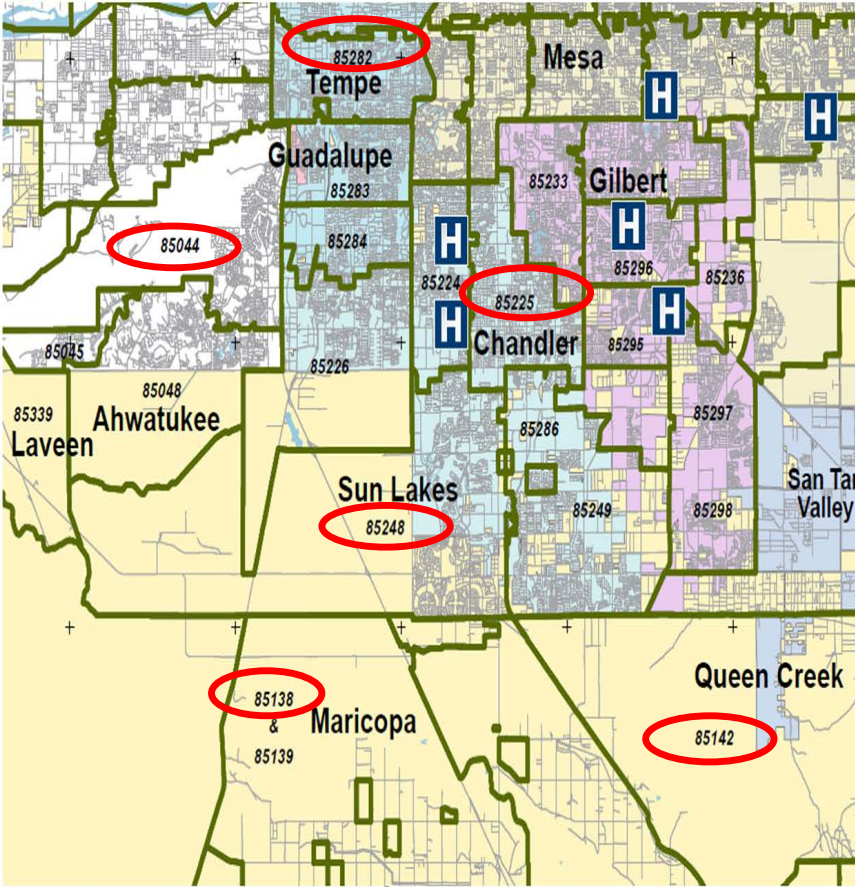 85282
Tempe
Mesa
H
H
Guadalupe
85283
85233
Gilbert
85044
85284
H
H
85296
85224
85225
85236
H
H
Chandler
85295
85045
85226
85048
85339
Ahwatukee
Laveen
85286
85297
Sun Lakes
85248
85249
85298
San Tan
Valley
85138
&
85139
Maricopa
Queen Creek
85142